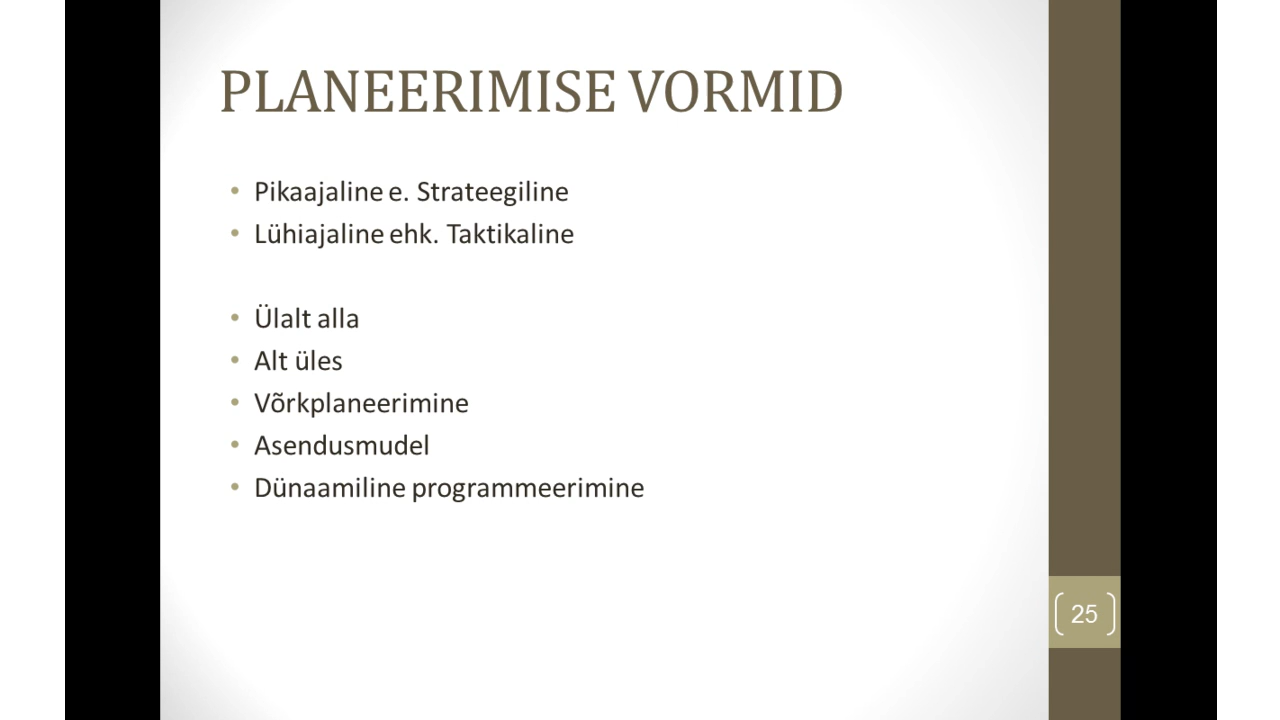 PLANEERIMISE VORMID
• Pikaajaline e. Strateegiline
• Lühiajaline ehk. Taktikaline
• Ülalt alla
• Alt üles
• Võrkplaneerimine
• Asendusmudel
• Dünaamiline programmeerimine
25